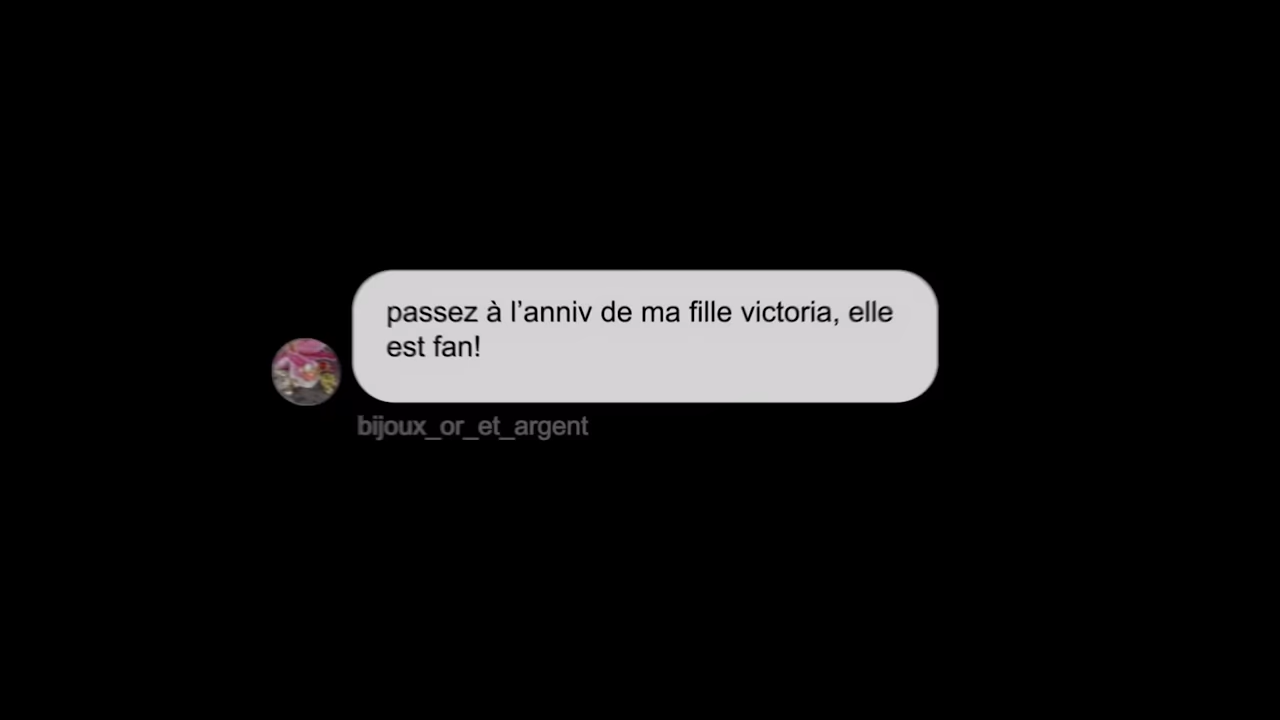 passez à l’anniv de ma fille victoria, elle
est fan!
bijoux_or_et_argent